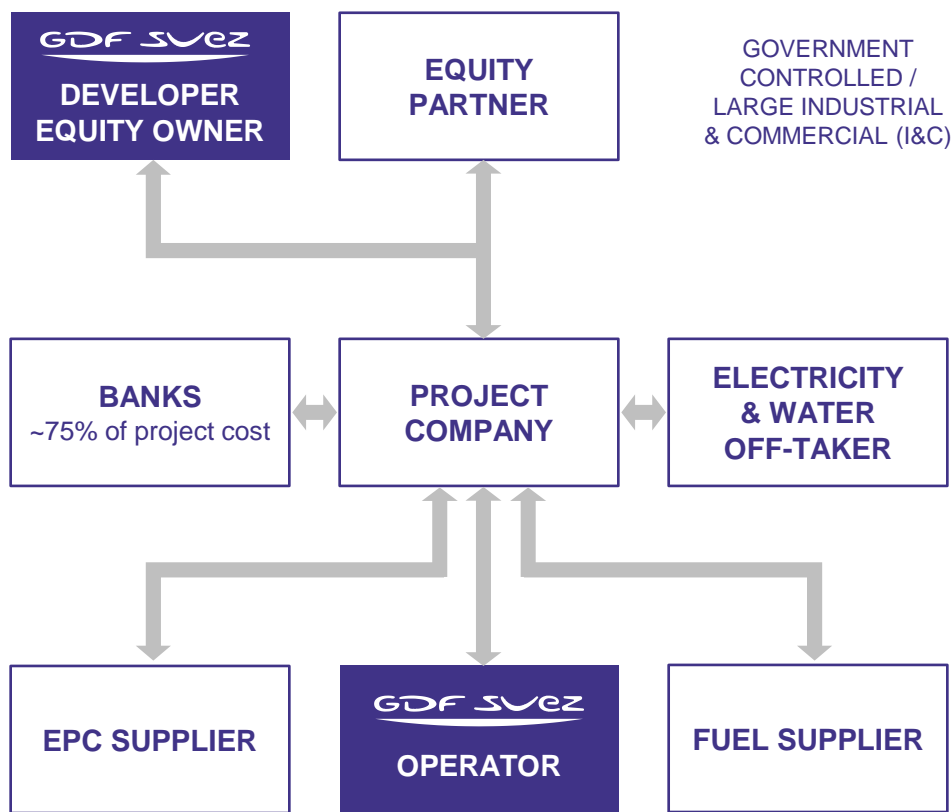 GDF SUEZ
DEVELOPER
EQUITY OWNER
EQUITY
PARTNER
GOVERNMENT
CONTROLLED /
LARGE INDUSTRIAL
& COMMERCIAL (I&C)
BANKS
~75% of project cost
PROJECT
COMPANY
ELECTRICITY
& WATER
OFF-TAKER
EPC SUPPLIER
GDF SUEZ
OPERATOR
FUEL SUPPLIER